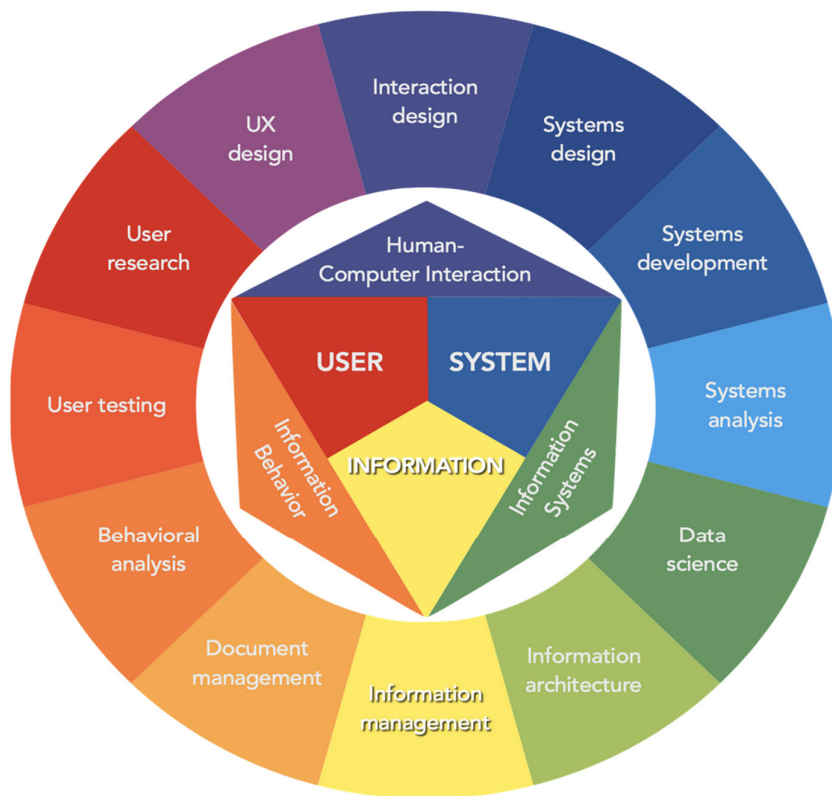 Interaction
design
Systems
design
Systems
development
Systems
analysis
Data
science
Information
architecture
Information
management
Document
management
Behavioral
analysis
User testing
User
research
UX
design
Human-
Computer Interaction
USER
SYSTEM
INFORMATION
Information
Behavior
Information
Systems